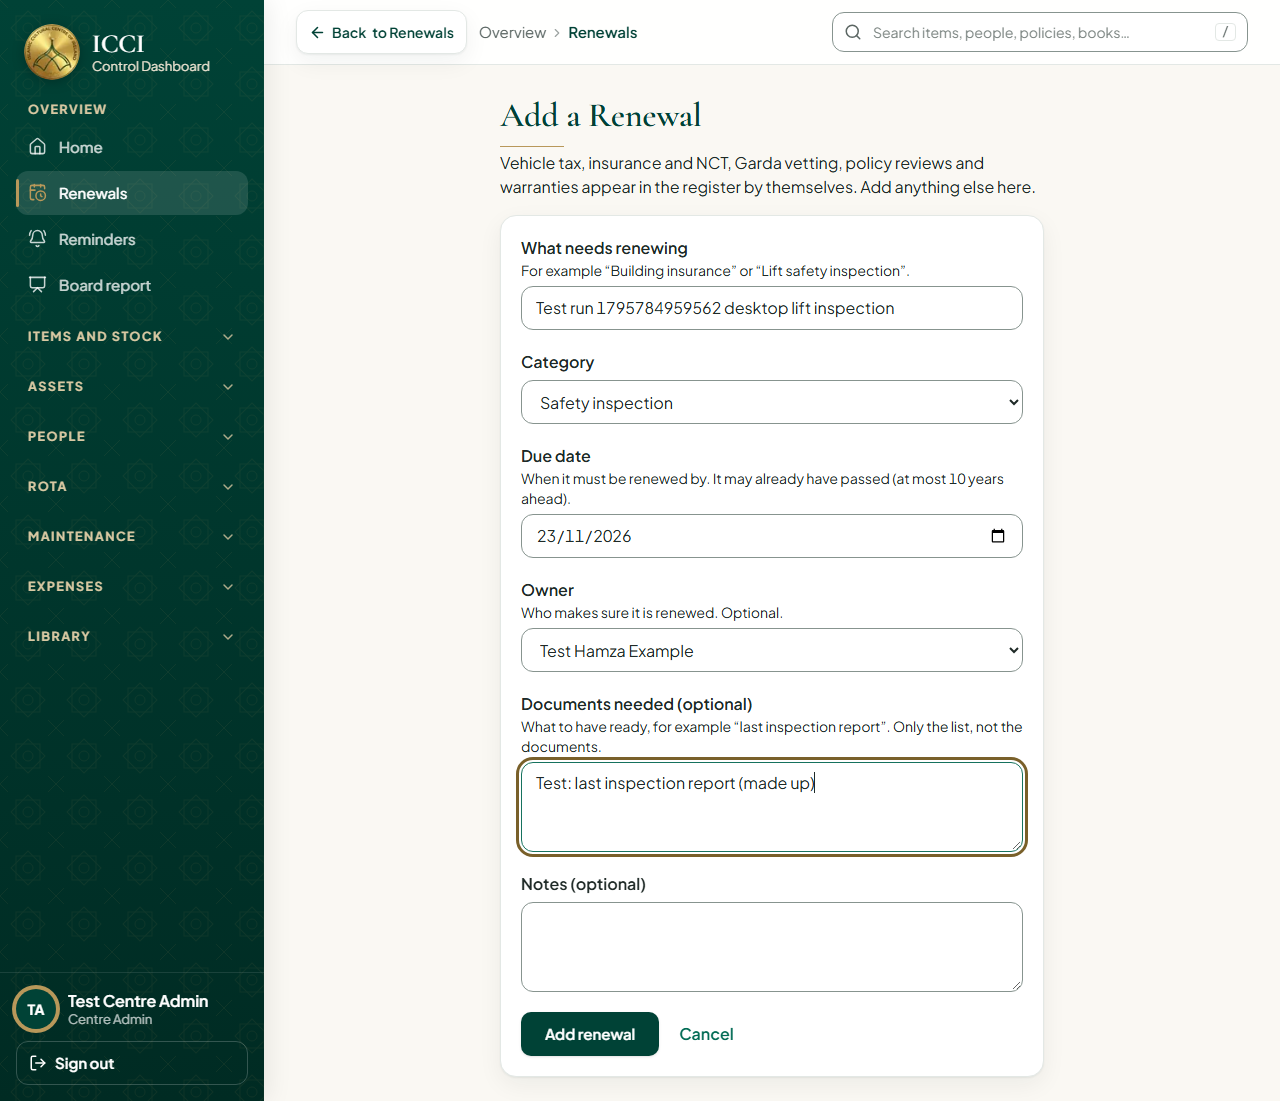 ICCI
Control Dashboard
OVERVIEW
Home
Renewals
Reminders
Board report
ITEMS AND STOCK
ASSETS
PEOPLE
ROTA
MAINTENANCE
EXPENSES
LIBRARY
TA
Test Centre Admin
Centre Admin
Sign out
Back to Renewals
Overview › Renewals
Search items, people, policies, books…
/
Add a Renewal
Vehicle tax, insurance and NCT, Garda vetting, policy reviews and
warranties appear in the register by themselves. Add anything else here.
What needs renewing
For example “Building insurance” or “Lift safety inspection”.
Test run 1795784959562 desktop lift inspection
Category
Safety inspection
Due date
When it must be renewed by. It may already have passed (at most 10 years
ahead).
23/11/2026
Owner
Who makes sure it is renewed. Optional.
Test Hamza Example
Documents needed (optional)
What to have ready, for example “last inspection report”. Only the list, not the
documents.
Test: last inspection report (made up)
Notes (optional)
Add renewal
Cancel